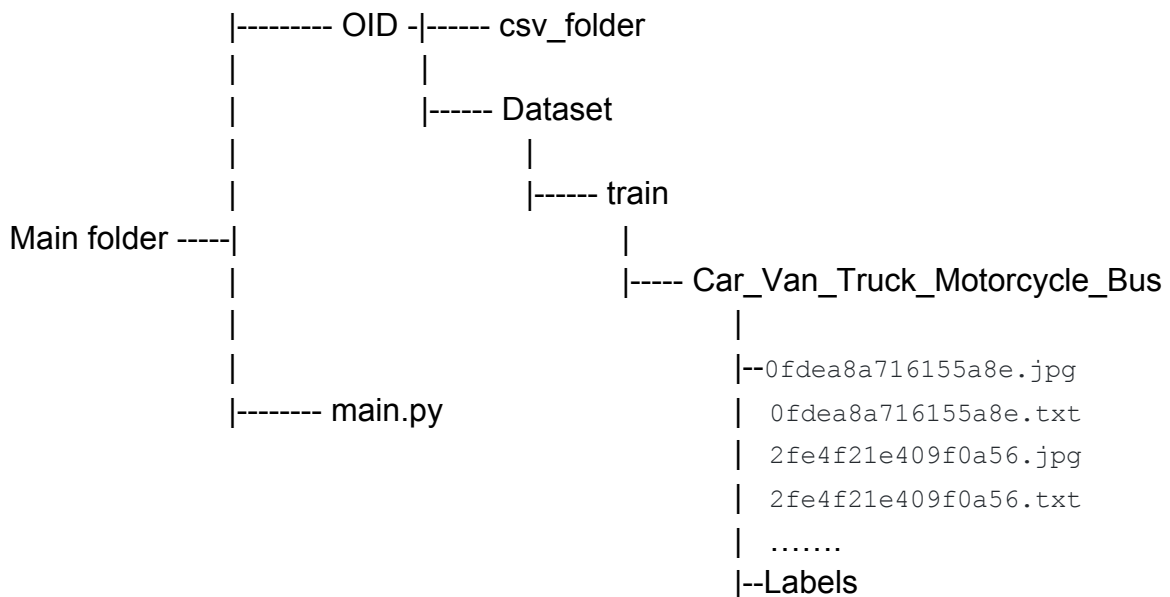 |--------- OID -|------ csv_folder
| |
| |------ Dataset
| |
| |------ train
Main folder -----| |
| |----- Car_Van_Truck_Motorcycle_Bus
| |
| |--0fdea8a716155a8e.jpg
|-------- main.py | 0fdea8a716155a8e.txt
| 2fe4f21e409f0a56.jpg
| 2fe4f21e409f0a56.txt
| …….
|--Labels